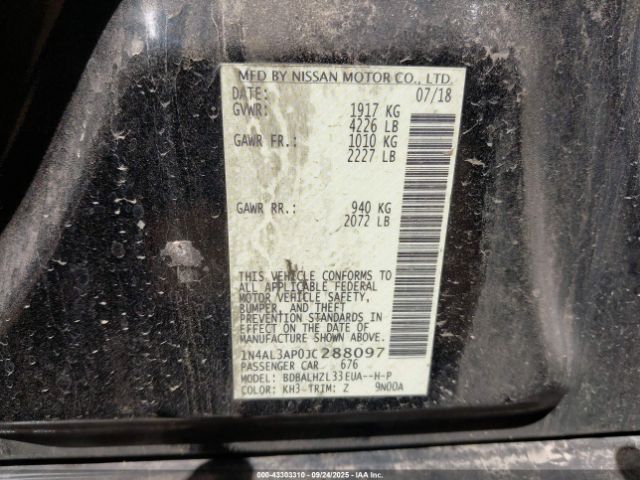 MFD BY NISSAN MOTOR CO., LTD.
DATE: 07/18
GVWR: 1917 KG
4226 LB
GAWR FR.: 1010 KG
2227 LB
GAWR RR.: 940 KG
2072 LB
THIS VEHICLE CONFORMS TO
ALL APPLICABLE FEDERAL
MOTOR VEHICLE SAFETY,
BUMPER, AND THEFT
PREVENTION STANDARDS IN
EFFECT ON THE DATE OF
MANUFACTURE SHOWN ABOVE.
1N4AL3AP0JC288097
PASSENGER CAR 676
MODEL: BDBALHZL33EUA--H-P
COLOR: KH3-TRIM: Z 9N00A
000-43303310 - 09/24/2025 - IAA, Inc.